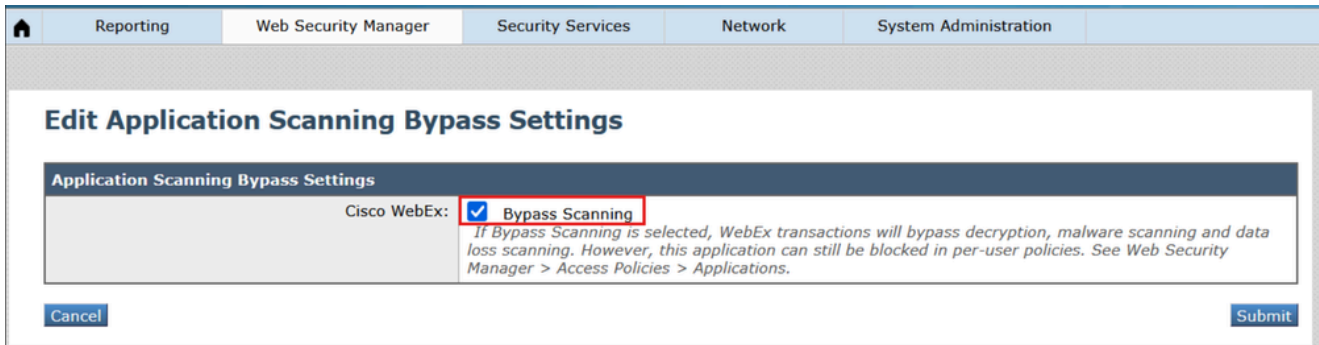 Reporting Web Security Manager Security Services Network System Administration
Edit Application Scanning Bypass Settings
Application Scanning Bypass Settings
Cisco WebEx: Bypass Scanning
If Bypass Scanning is selected, WebEx transactions will bypass decryption, malware scanning and data
loss scanning. However, this application can still be blocked in per-user policies. See Web Security
Manager > Access Policies > Applications.
Cancel Submit